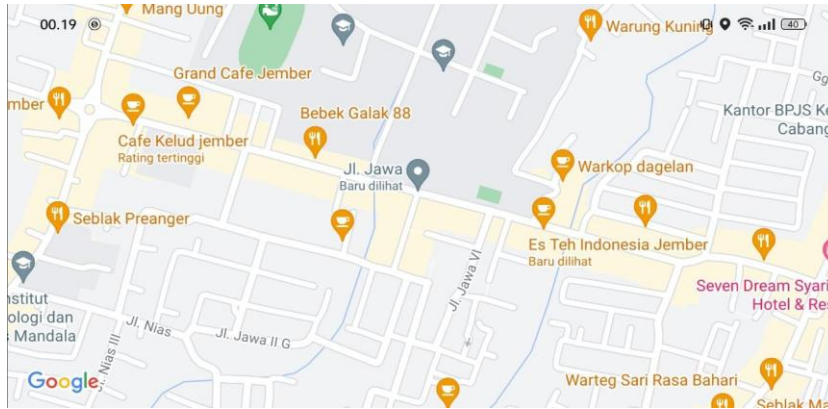 Mang Uung
00.19
Warung Kuning
40
Grand Cafe Jember
Gg
mber
Bebek Galak 88
Kantor BPJS Ke
Cabang
Cafe Kelud jember
Rating tertinggi
Jl. Jawa
Baru dilihat
Warkop dagelan
Seblak Preanger
Es Teh Indonesia Jember
Baru dilihat
Jl. Jawa VI
Seven Dream Syari
Hotel & Res
nstitut
ologi dan
s Mandala
Jl. Nias
Jl. Jawa II G
Jl. Nias III
Google
Warteg Sari Rasa Bahari
Seblak Ma